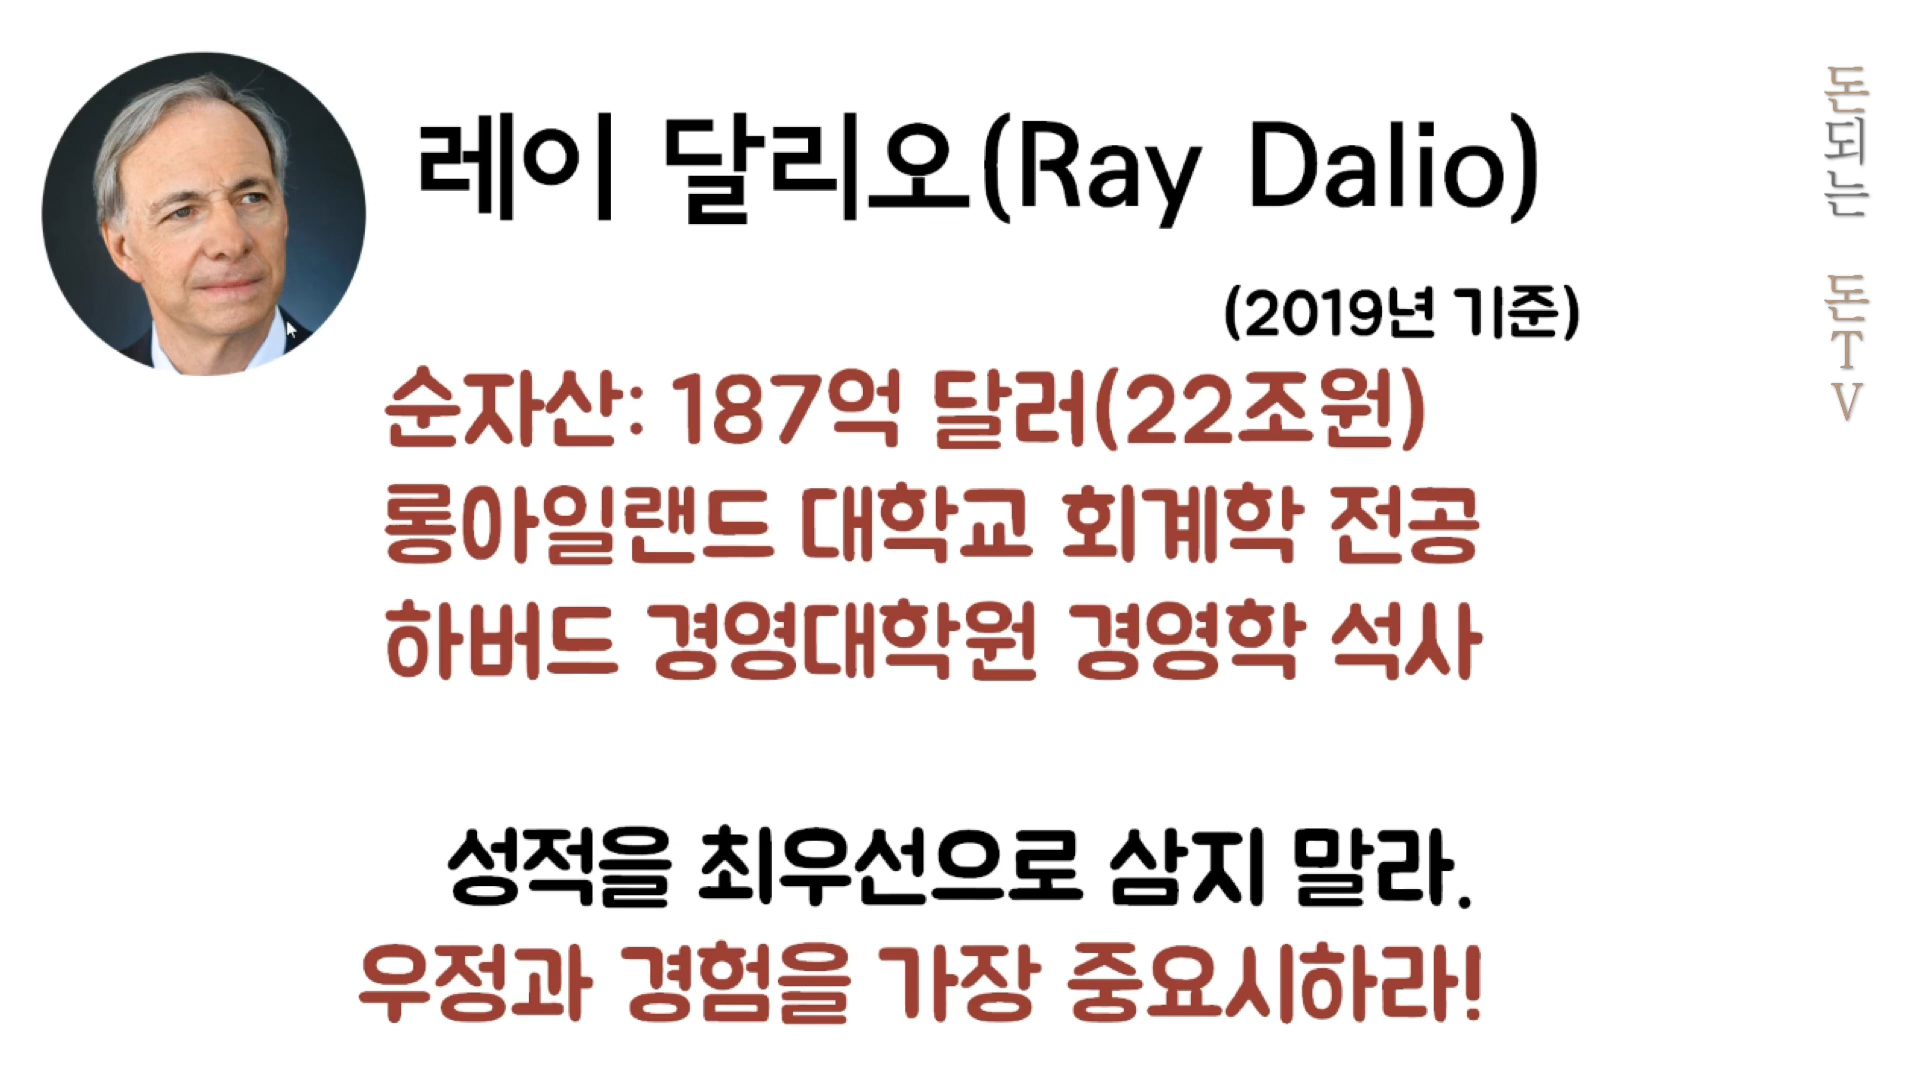 레이 달리오(Ray Dalio)
(2019년 기준)
순자산: 187억 달러(22조원)
롱아일랜드 대학교 회계학 전공
하버드 경영대학원 경영학 석사
성적을 최우선으로 삼지 말라.
우정과 경험을 가장 중요시하라!
돈되는 돈TV